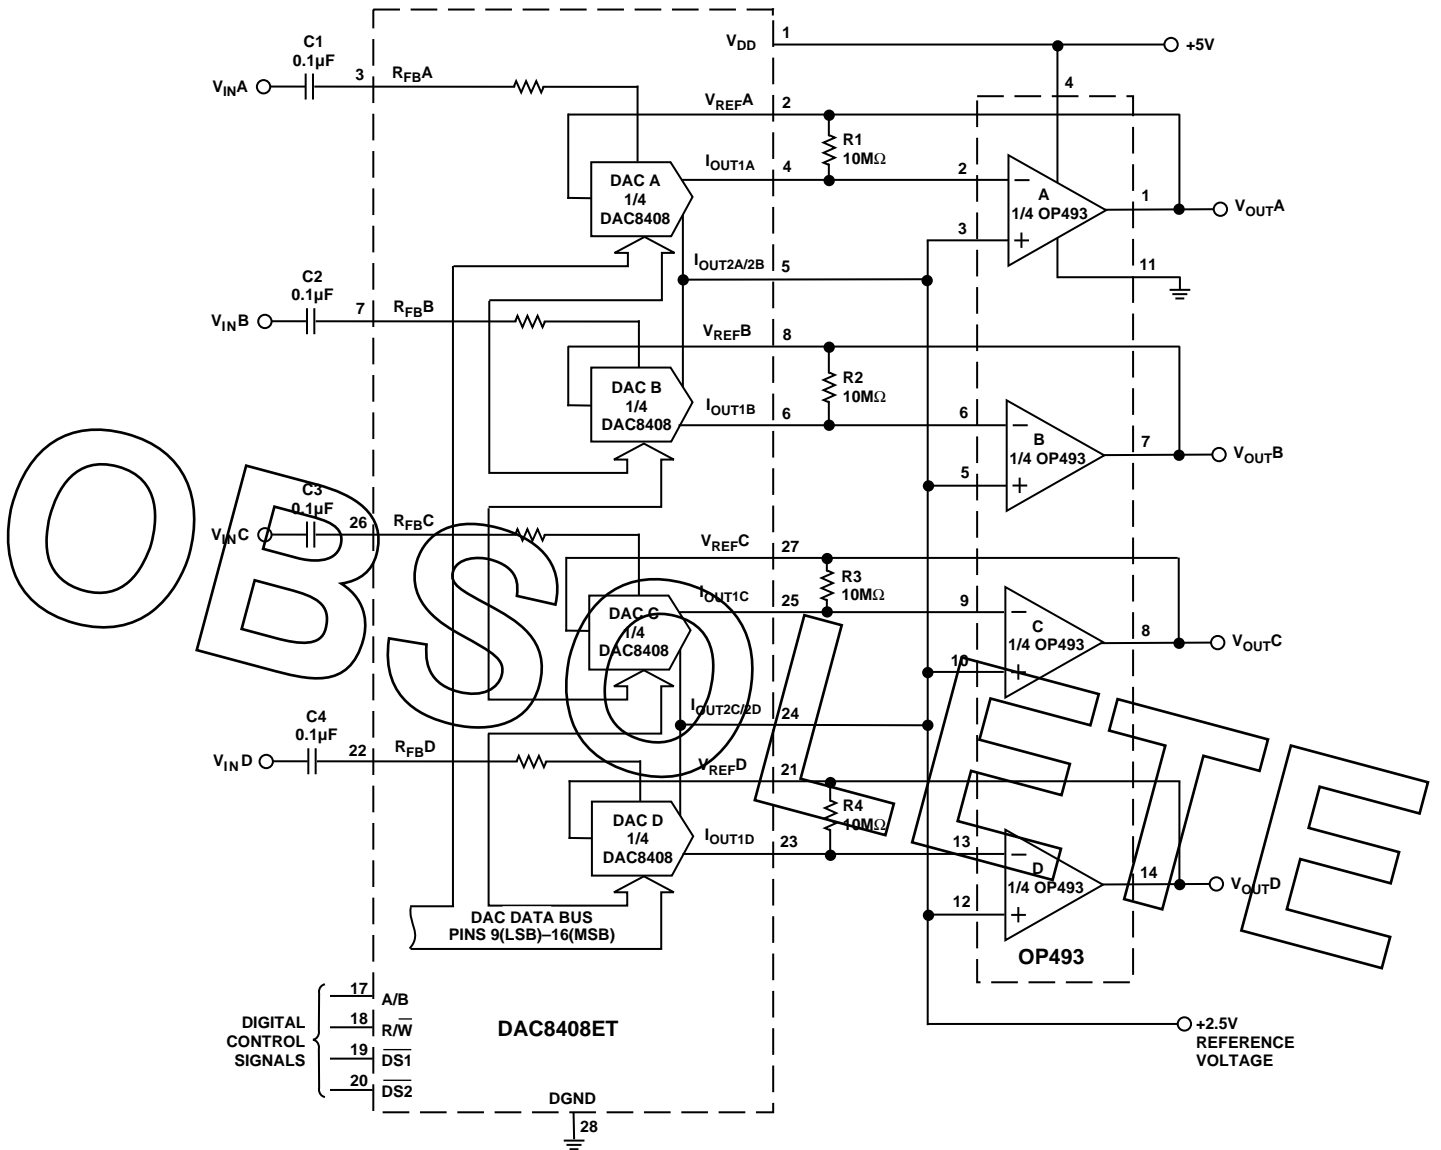 C1
0.1µF
VINA
3
RFBA
VDD
1
+5V
4
VREFA
2
R1
10MΩ
IOUT1A
4
2
−
A
1/4 OP493
1
VOUTA
3
+
11
DAC A
1/4
DAC8408
IOUT2A/2B
5
C2
0.1µF
VINB
7
RFBB
VREFB
8
R2
10MΩ
DAC B
1/4
DAC8408
IOUT1B
6
6
−
B
1/4 OP493
7
VOUTB
5
+
C3
0.1µF
VINC
26
RFBC
VREFC
27
R3
10MΩ
IOUT1C
25
9
−
C
1/4 OP493
8
VOUTC
10
+
DAC C
1/4
DAC8408
IOUT2C/2D
24
C4
0.1µF
VIND
22
RFBD
VREFD
21
R4
10MΩ
DAC D
1/4
DAC8408
IOUT1D
23
13
−
D
1/4 OP493
14
VOUTD
12
+
OP493
DAC DATA BUS
PINS 9(LSB)–16(MSB)
17
A/B
18
R/W̅
19
D̅S̅1̅
20
D̅S̅2̅
DIGITAL
CONTROL
SIGNALS
DAC8408ET
DGND
28
+2.5V
REFERENCE
VOLTAGE
OBSOLETE